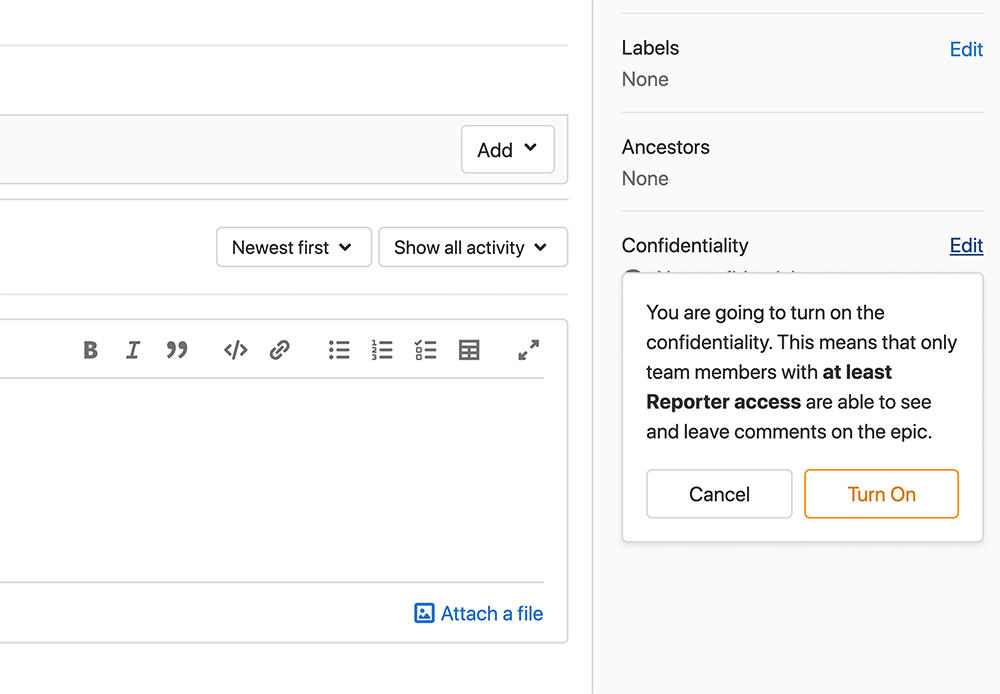 Labels
Edit
None
Add
Ancestors
None
Newest first
Show all activity
Confidentiality
Edit
You are going to turn on the
confidentiality. This means that only
team members with at least
Reporter access are able to see
and leave comments on the epic.
Cancel
Turn On
Attach a file